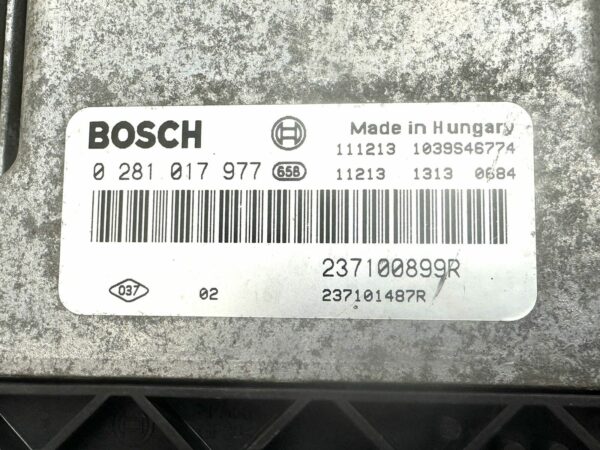 BOSCH
Made in Hungary
111213 1039S46774
0 281 017 977 658
11213 1313 0684
237100899R
037 02 237101487R